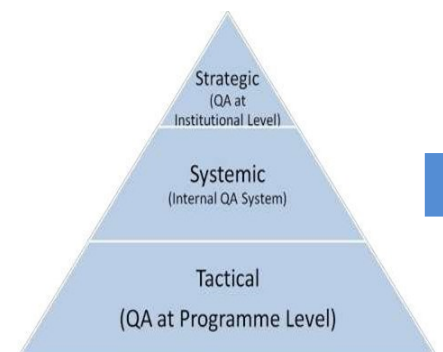 Strategic
(QA at
Institutional Level)
Systemic
(Internal QA System)
Tactical
(QA at Programme Level)